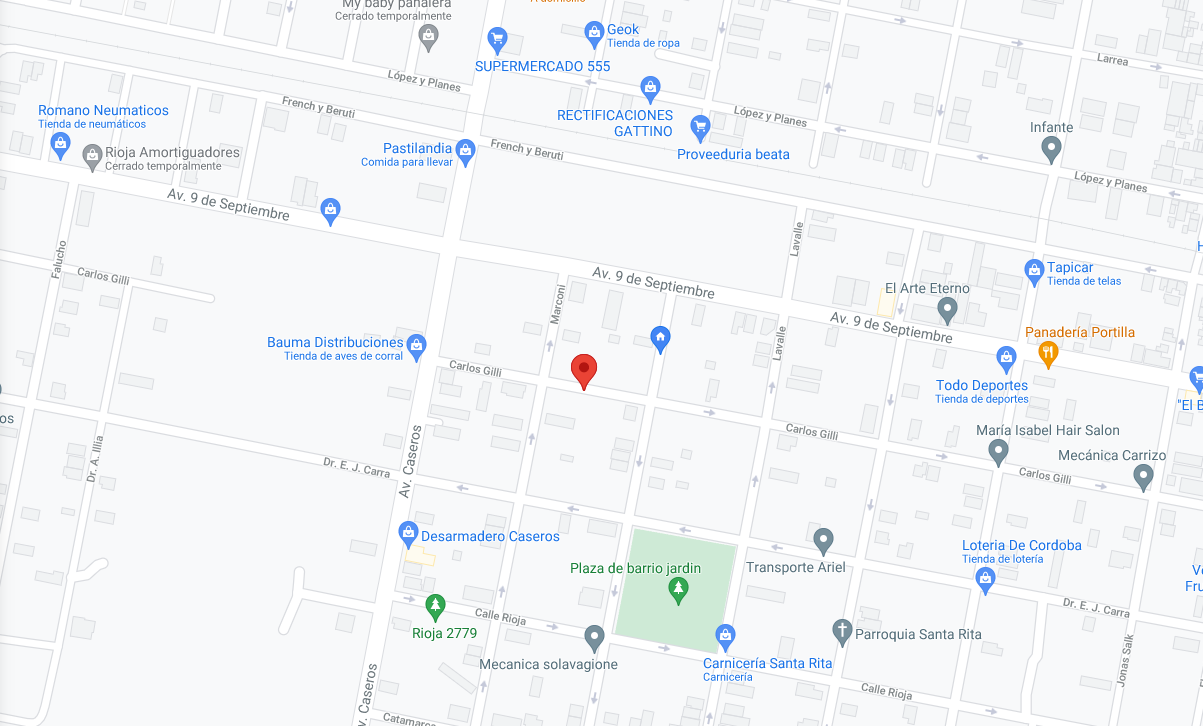 My baby pañalera
Cerrado temporalmente
Geok
Tienda de ropa
SUPERMERCADO 555
López y Planes
Larrea
French y Beruti
RECTIFICACIONES
GATTINO
López y Planes
Romano Neumaticos
Tienda de neumáticos
Infante
Rioja Amortiguadores
Cerrado temporalmente
Pastilandia
Comida para llevar
French y Beruti
Proveeduria beata
López y Planes
Av. 9 de Septiembre
Lavalle
Falucho
Carlos Gilli
Av. 9 de Septiembre
Tapicar
Tienda de telas
El Arte Eterno
Marconi
Av. 9 de Septiembre
Panadería Portilla
Bauma Distribuciones
Tienda de aves de corral
Lavalle
Carlos Gilli
Todo Deportes
Tienda de deportes
"El B
os
Carlos Gilli
María Isabel Hair Salon
Dr. A. Illia
Mecánica Carrizo
Dr. E. J. Carra
Av. Caseros
Carlos Gilli
Desarmadero Caseros
Loteria De Cordoba
Tienda de lotería
Plaza de barrio jardin
Transporte Ariel
Fru
Dr. E. J. Carra
Calle Rioja
Rioja 2779
Parroquia Santa Rita
Mecanica solavagione
Carnicería Santa Rita
Carnicería
Jonas Salk
Calle Rioja
v. Caseros
Catamarc